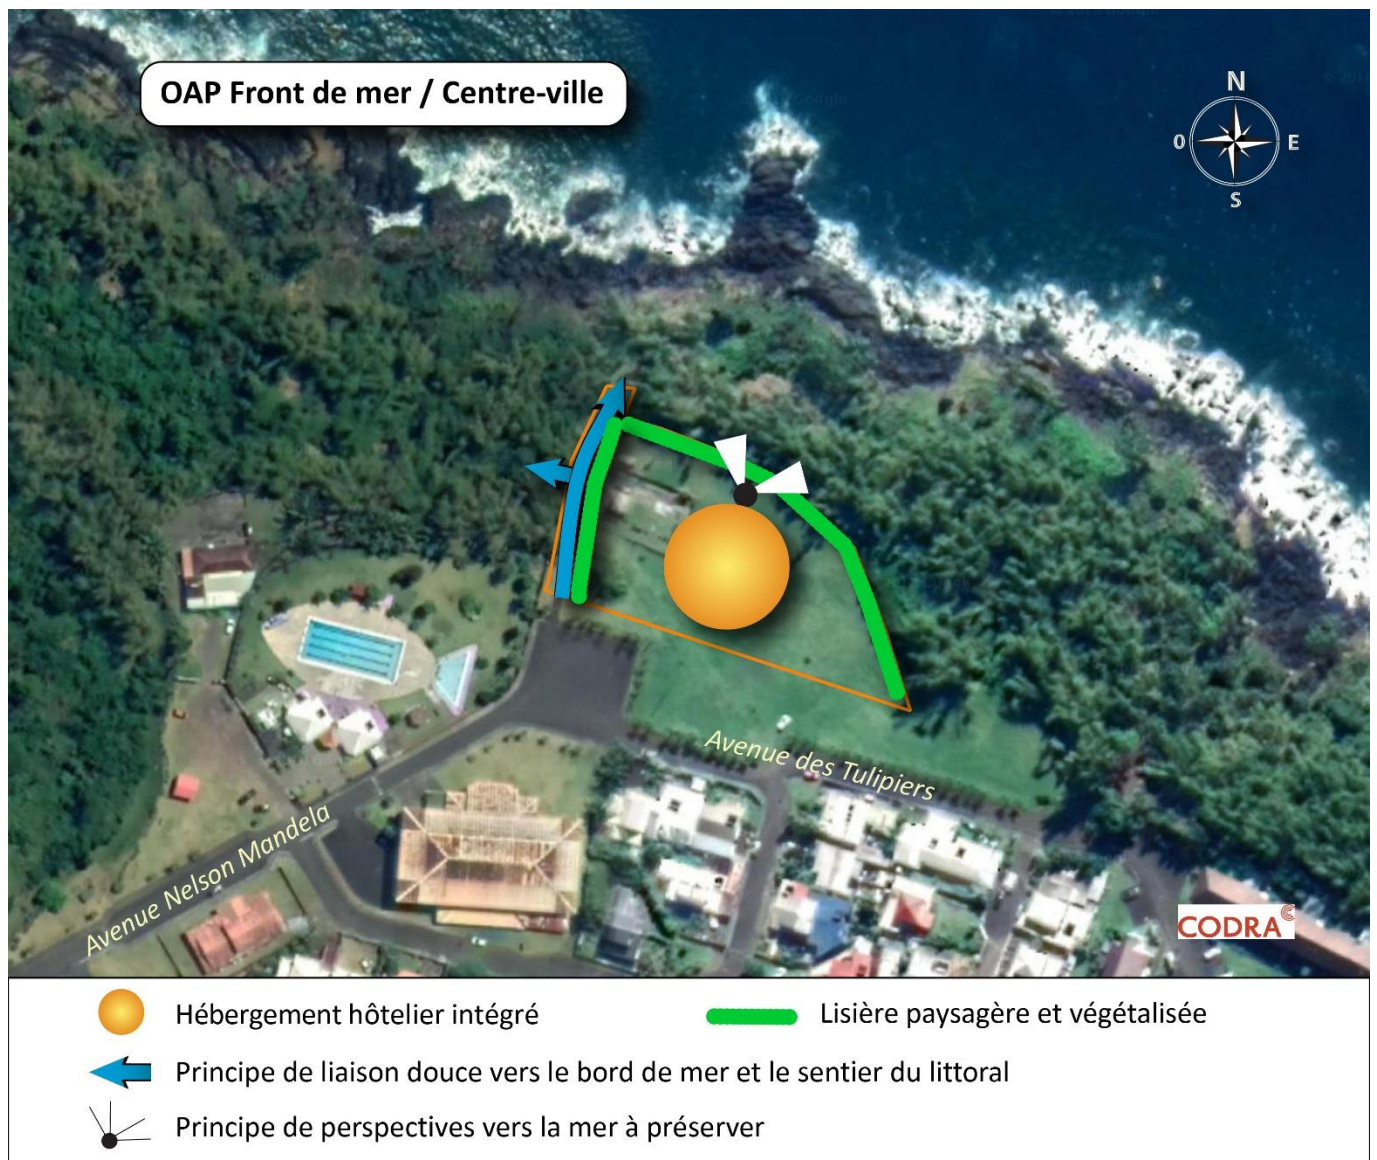 OAP Front de mer / Centre-ville
N
O
E
S
Avenue des Tulipiers
Avenue Nelson Mandela
CODRA
Hébergement hôtelier intégré
Lisière paysagère et végétalisée
Principe de liaison douce vers le bord de mer et le sentier du littoral
Principe de perspectives vers la mer à préserver